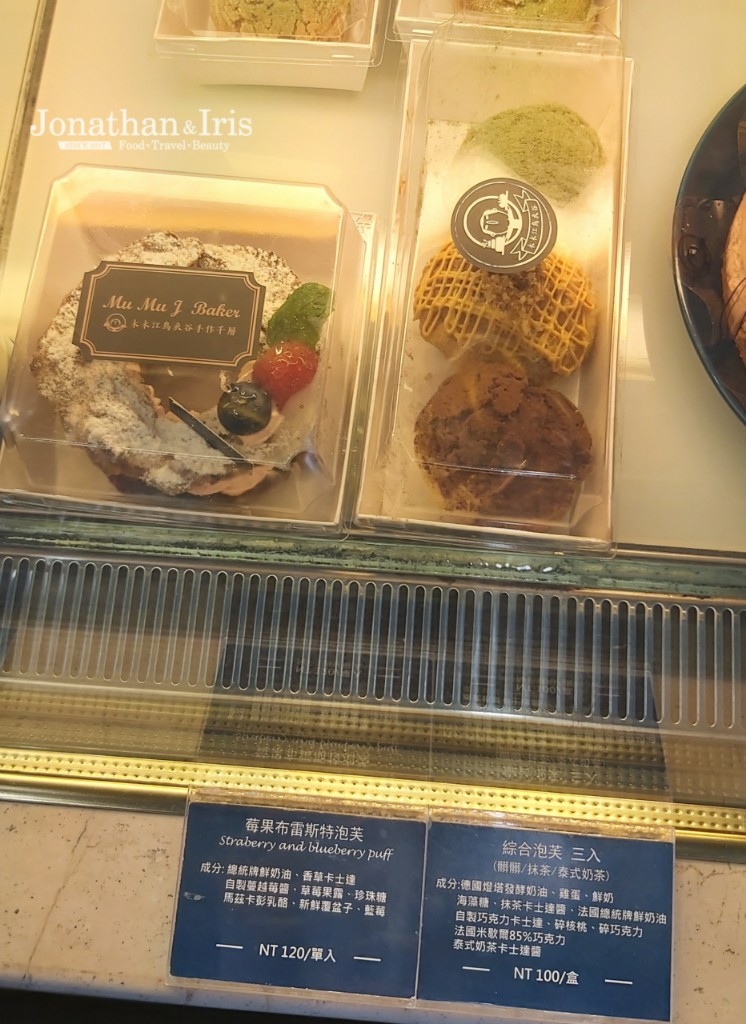 Jonathan & Iris
SINCE 2017
Food • Travel • Beauty
Mu Mu J Baker
木木江鳥巢谷手作千層
莓果布雷斯特泡芙
Straberry and blueberry puff
成分: 總統牌鮮奶油、香草卡士達
自製蔓越莓醬、草莓果露、珍珠糖
馬茲卡彭乳酪、新鮮覆盆子、藍莓
NT 120/單入
綜合泡芙 三入
(髒髒/抹茶/泰式奶茶)
成分:德國燈塔發酵奶油、雞蛋、鮮奶
海藻糖、抹茶卡士達醬、法國總統牌鮮奶油
自製巧克力卡士達、碎核桃、碎巧克力
法國米歇爾85%巧克力
泰式奶茶卡士達醬
NT 100/盒